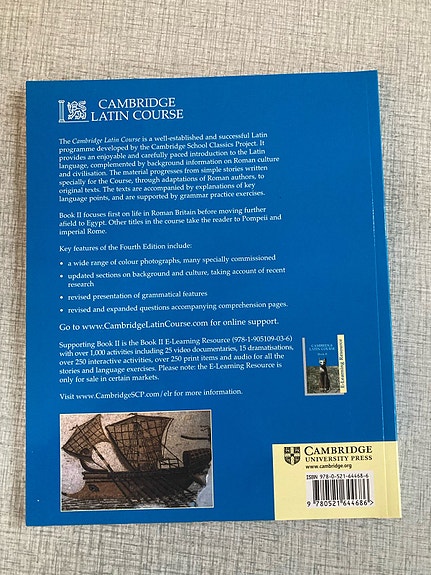 CAMBRIDGE
LATIN COURSE
The Cambridge Latin Course is a well-established and successful Latin
programme developed by the Cambridge School Classics Project. It
provides an enjoyable and carefully paced introduction to the Latin
language, complemented by background information on Roman culture
and civilisation. The material progresses from simple stories written
specially for the Course, through adaptations of Roman authors, to
original texts. The texts are accompanied by explanations of key
language points, and are supported by grammar practice exercises.
Book II focuses first on life in Roman Britain before moving further
afield to Egypt. Other titles in the course take the reader to Pompeii and
imperial Rome.
Key features of the Fourth Edition include:
• a wide range of colour photographs, many specially commissioned
• updated sections on background and culture, taking account of recent
research
• revised presentation of grammatical features
• revised and expanded questions accompanying comprehension pages.
Go to www.CambridgeLatinCourse.com for online support.
Supporting Book II is the Book II E-Learning Resource (978-1-905109-03-6)
with over 1,000 activities including 25 video documentaries, 15 dramatisations,
over 250 interactive activities, over 250 print items and audio for all the
stories and language exercises. Please note: the E-Learning Resource is
only for sale in certain markets.
Visit www.CambridgeSCP.com/elr for more information.
CAMBRIDGE
LATIN COURSE
E-Learning Resource
CAMBRIDGE
UNIVERSITY PRESS
www.cambridge.org
ISBN 978-0-521-64468-6
9 780521 644686>